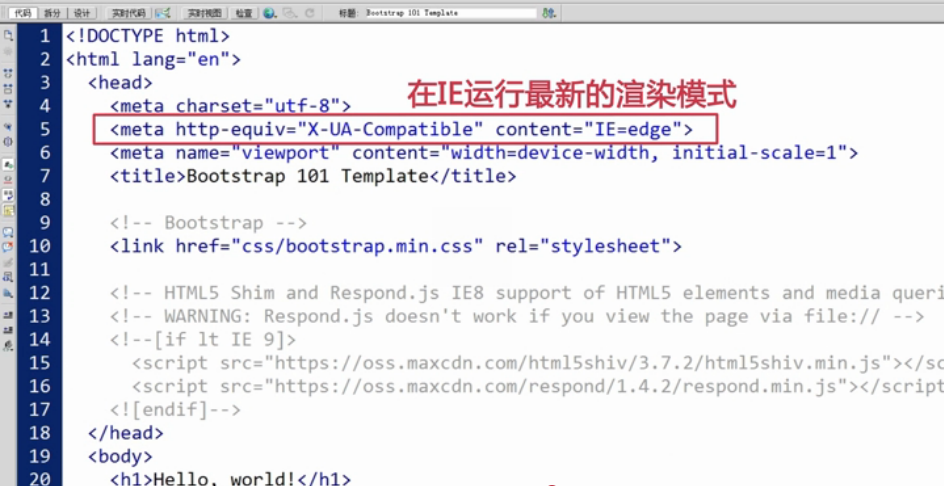 代码 拆分 设计 实时代码 实时视图 检查 标题: Bootstrap 101 Template
1 <!DOCTYPE html>
2 <html lang="en">
3 <head>
在IE运行最新的渲染模式
4 <meta charset="utf-8">
5 <meta http-equiv="X-UA-Compatible" content="IE=edge">
6 <meta name="viewport" content="width=device-width, initial-scale=1">
7 <title>Bootstrap 101 Template</title>
8
9 <!-- Bootstrap -->
10 <link href="css/bootstrap.min.css" rel="stylesheet">
11
12 <!-- HTML5 Shim and Respond.js IE8 support of HTML5 elements and media queri
13 <!-- WARNING: Respond.js doesn't work if you view the page via file:// -->
14 <!--[if lt IE 9]>
15 <script src="https://oss.maxcdn.com/html5shiv/3.7.2/html5shiv.min.js"></sc
16 <script src="https://oss.maxcdn.com/respond/1.4.2/respond.min.js"></script
17 <![endif]-->
18 </head>
19 <body>
20 <h1>Hello, world!</h1>